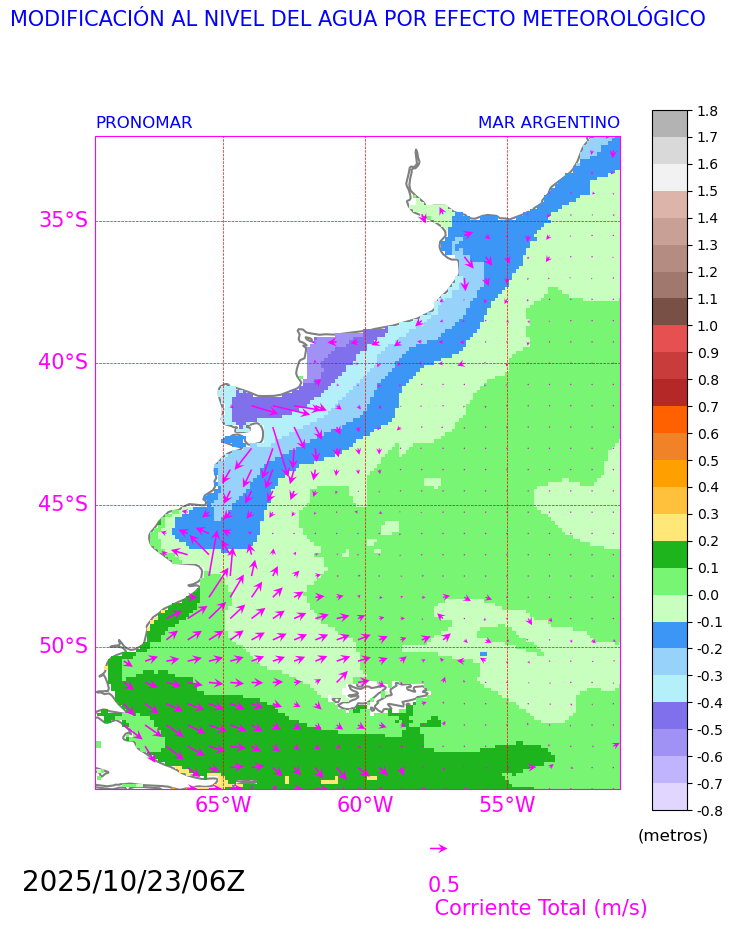 MODIFICACIÓN AL NIVEL DEL AGUA POR EFECTO METEOROLÓGICO
PRONOMAR
MAR ARGENTINO
35°S
40°S
45°S
50°S
65°W
60°W
55°W
1.8
1.7
1.6
1.5
1.4
1.3
1.2
1.1
1.0
0.9
0.8
0.7
0.6
0.5
0.4
0.3
0.2
0.1
0.0
-0.1
-0.2
-0.3
-0.4
-0.5
-0.6
-0.7
-0.8
(metros)
2025/10/23/06Z
0.5
Corriente Total (m/s)